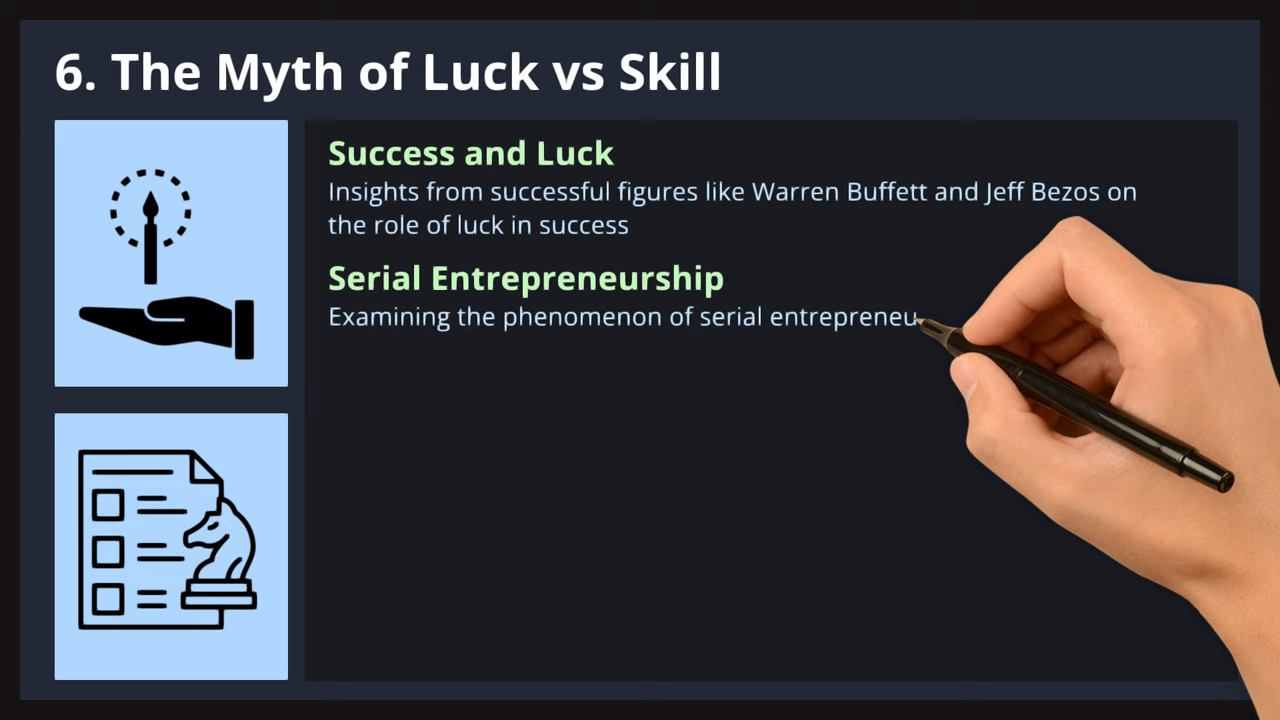 6. The Myth of Luck vs Skill
Success and Luck
Insights from successful figures like Warren Buffett and Jeff Bezos on
the role of luck in success
Serial Entrepreneurship
Examining the phenomenon of serial entrepreneu